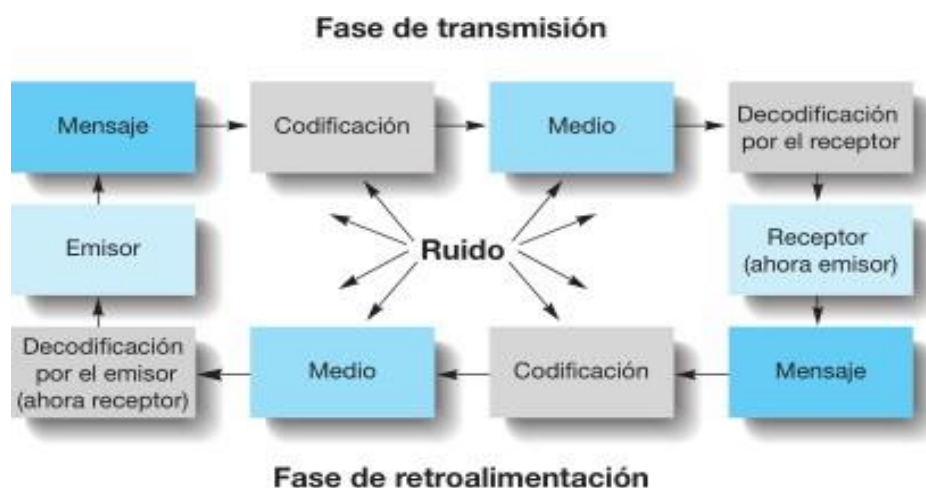 Fase de transmisión
Mensaje
Codificación
Medio
Decodificación
por el receptor
Emisor
Ruido
Receptor
(ahora emisor)
Decodificación
por el emisor
(ahora receptor)
Medio
Codificación
Mensaje
Fase de retroalimentación